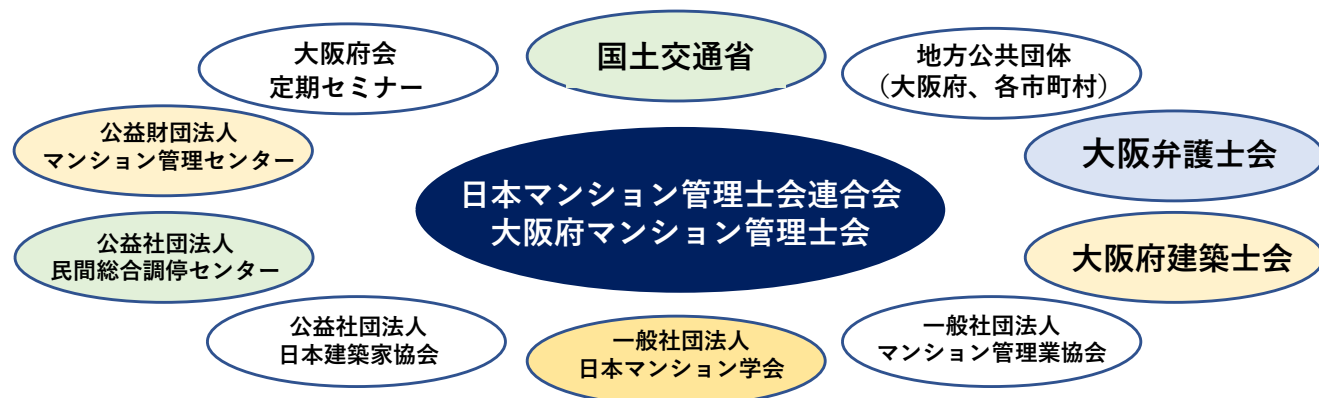 大阪府会
定期セミナー
国土交通省
地方公共団体
（大阪府、各市町村）
公益財団法人
マンション管理センター
大阪弁護士会
日本マンション管理士会連合会
大阪府マンション管理士会
公益社団法人
民間総合調停センター
大阪府建築士会
公益社団法人
日本建築家協会
一般社団法人
日本マンション学会
一般社団法人
マンション管理業協会